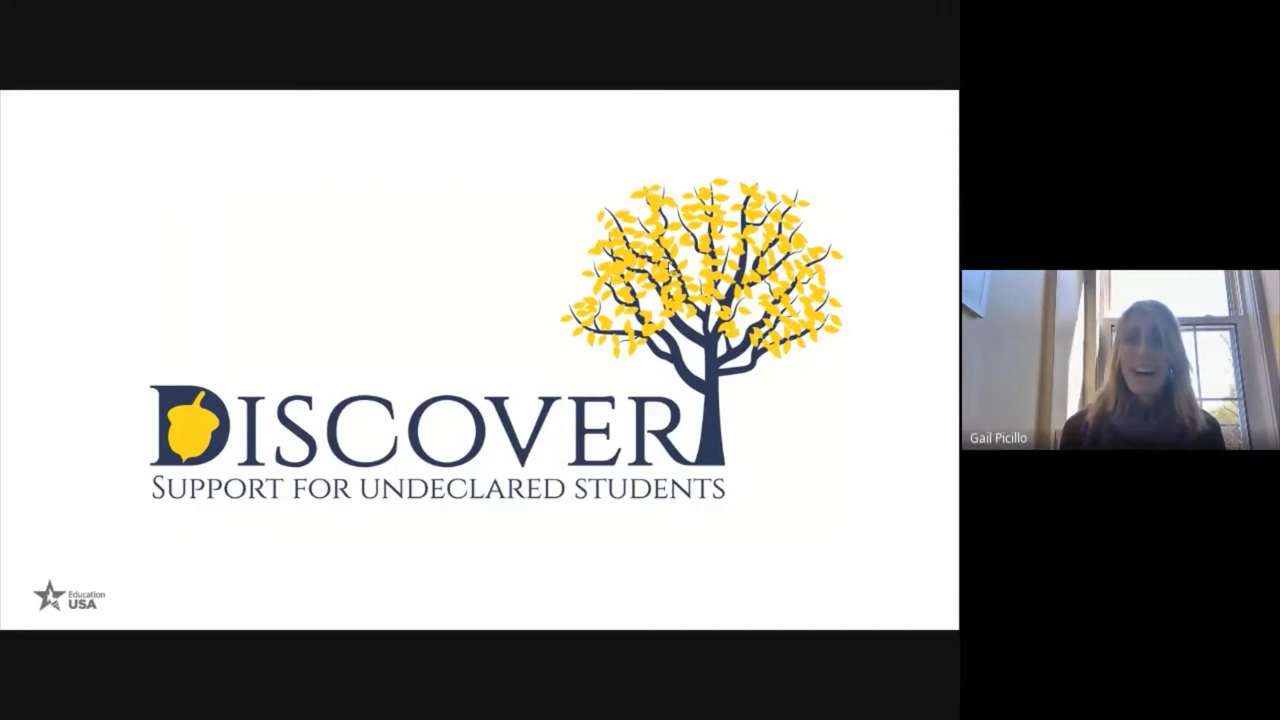 DISCOVER
SUPPORT FOR UNDECLARED STUDENTS
Education
USA
Gail Picillo